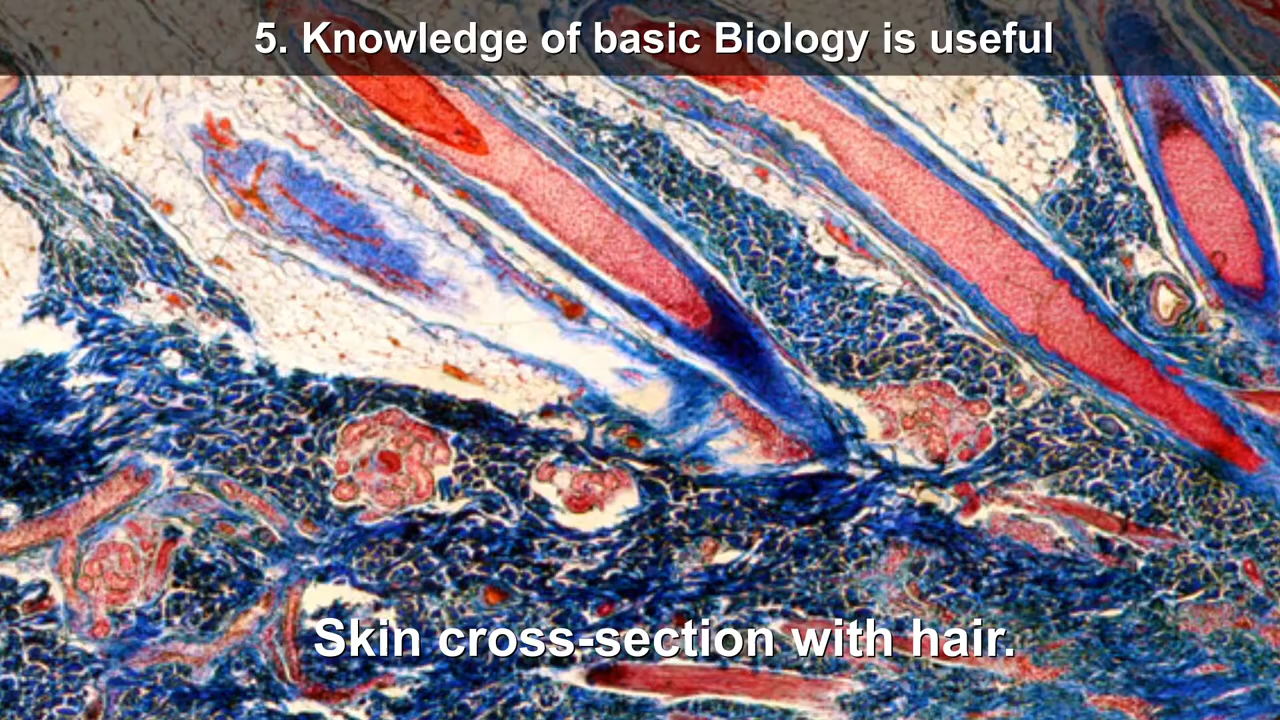 5. Knowledge of basic Biology is useful
Skin cross-section with hair.